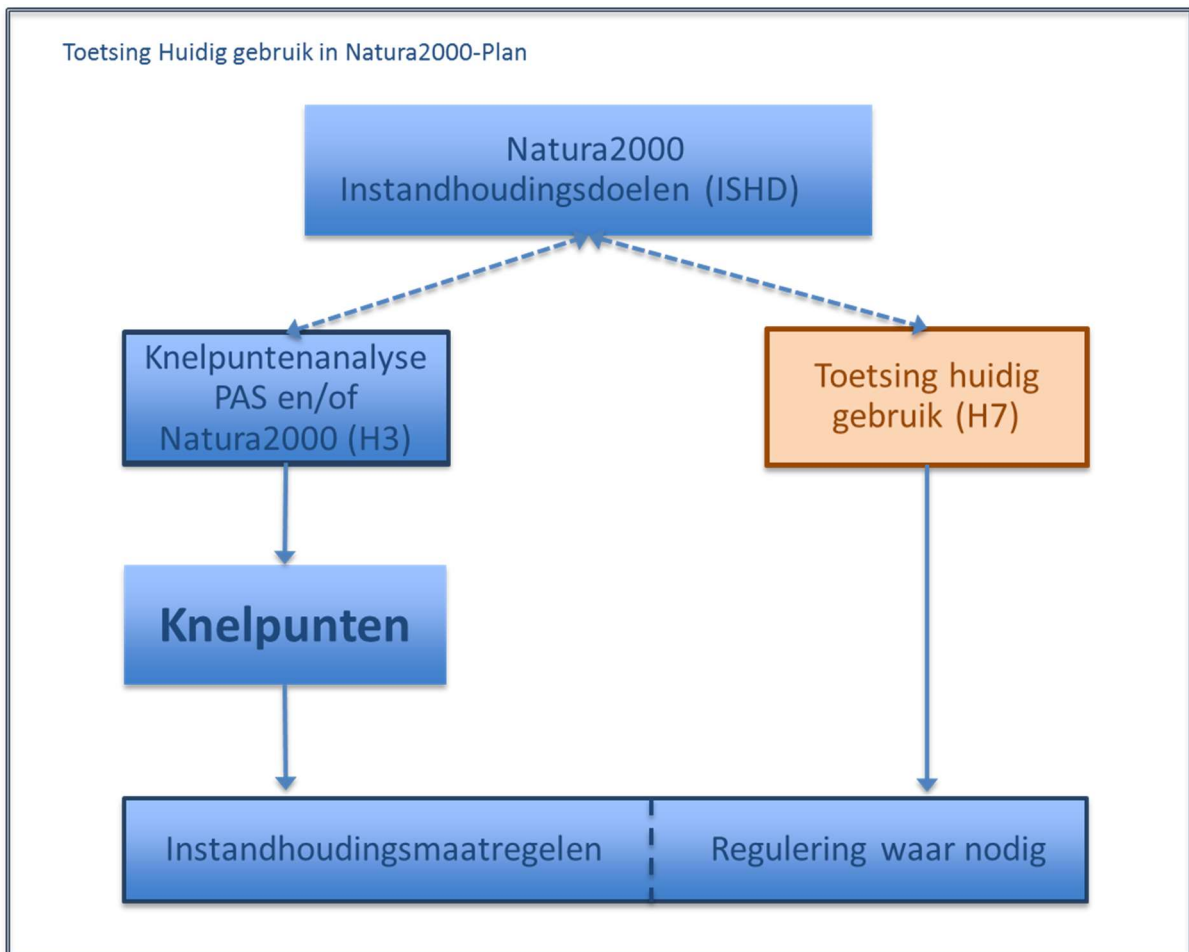 Toetsing Huidig gebruik in Natura2000-Plan
Natura2000
Instandhoudingsdoelen (ISHD)
Knelpuntenanalyse
PAS en/of
Natura2000 (H3)
Toetsing huidig
gebruik (H7)
Knelpunten
Instandhoudingsmaatregelen
Regulering waar nodig